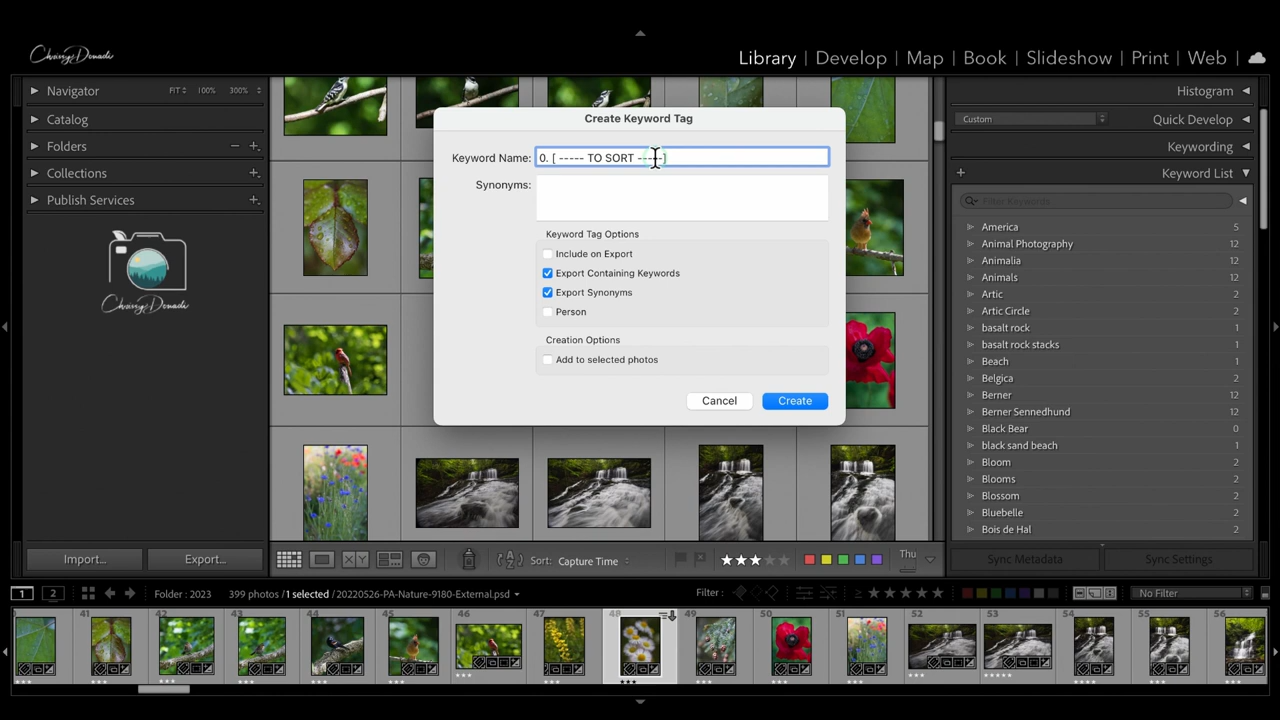 Library | Develop | Map | Book | Slideshow | Print | Web
Navigator FIT 100% 300%
Catalog
Folders
Collections
Publish Services
Import...
Export...
Create Keyword Tag
Keyword Name: 0. [ ----- TO SORT -----]
Synonyms:
Keyword Tag Options
Include on Export
Export Containing Keywords
Export Synonyms
Person
Creation Options
Add to selected photos
Cancel
Create
Histogram
Custom Quick Develop
Keywording
Keyword List
Filter Keywords
America 5
Animal Photography 12
Animalia 12
Animals 12
Artic 2
Artic Circle 2
basalt rock 1
basalt rock stacks 1
Beach 1
Belgica 2
Berner 12
Berner Sennedhund 12
Black Bear 0
black sand beach 1
Bloom 2
Blooms 2
Blossom 2
Bluebelle 2
Bois de Hal 2
Sync Metadata
Sync Settings
X Y
Sort: Capture Time
Thu
1 2 Folder : 2023 399 photos / 1 selected / 20220526-PA-Nature-9180-External.psd
Filter :
No Filter
41 42 43 44 45 46 47 48 49 50 51 52 53 54 55 56